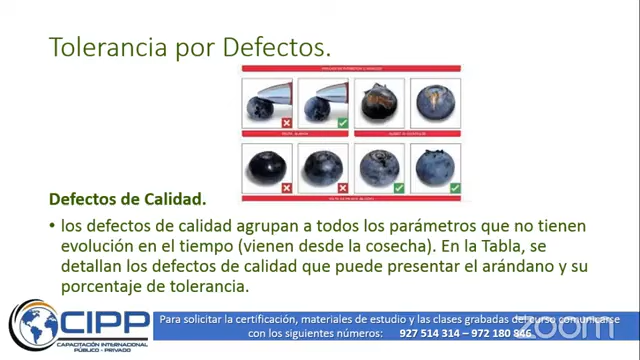 Tolerancia por Defectos.
Defectos de Calidad.
• los defectos de calidad agrupan a todos los parámetros que no tienen
evolución en el tiempo (vienen desde la cosecha). En la Tabla, se
detallan los defectos de calidad que puede presentar el arándano y su
porcentaje de tolerancia.
CIPP
CAPACITACIÓN INTERNACIONAL
PÚBLICO - PRIVADO
Para solicitar la certificación, materiales de estudio y las clases grabadas del curso comunicarse
con los siguientes números: 927 514 314 – 972 180 846
zoom